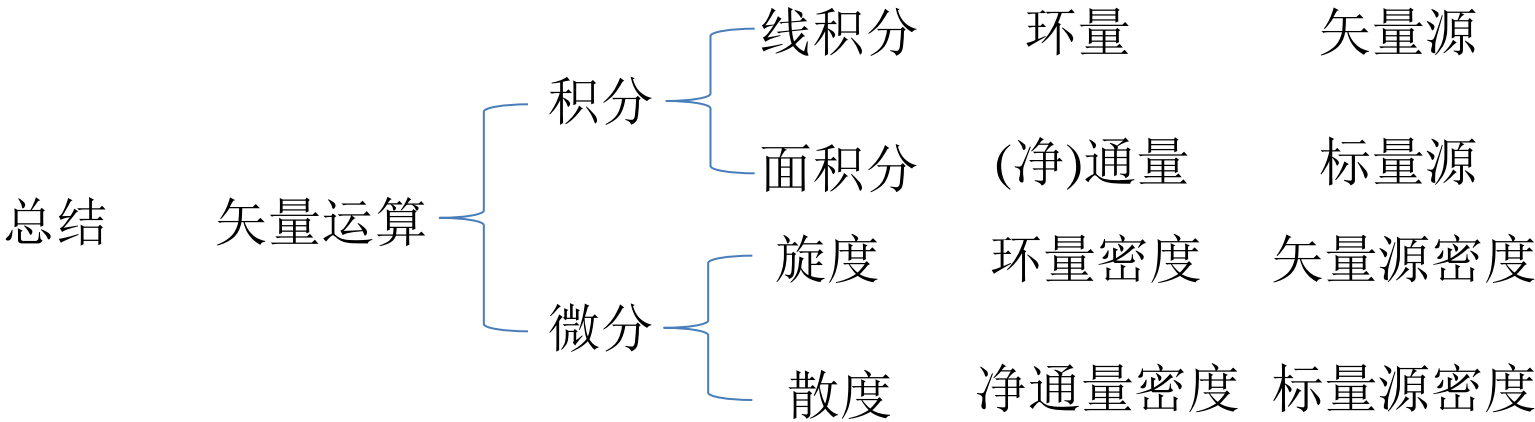 线积分 环量 矢量源
积分
面积分 (净)通量 标量源
总结 矢量运算
旋度 环量密度 矢量源密度
微分
散度 净通量密度 标量源密度